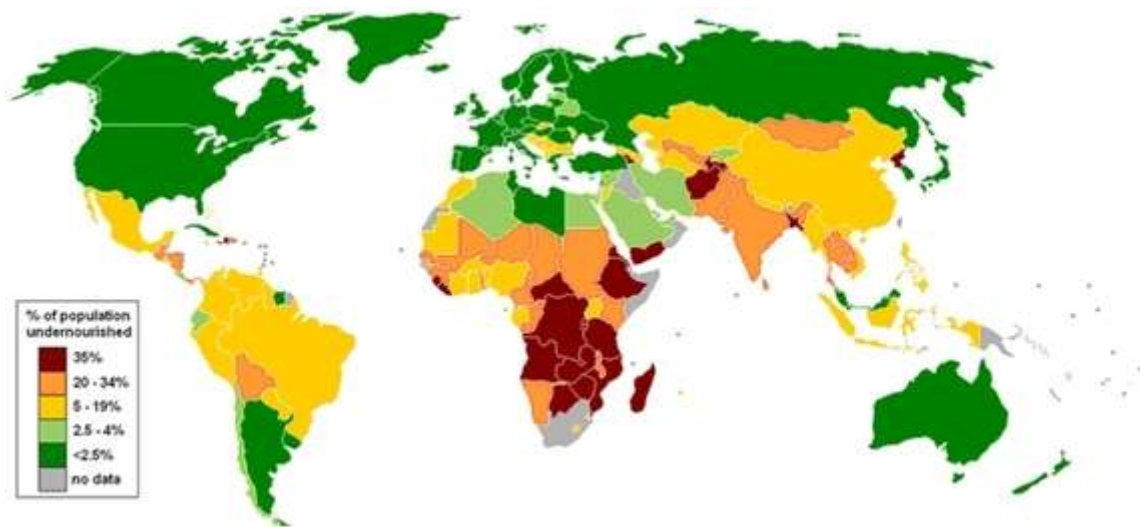 % of population
undernourished
35%
20 - 34%
5 - 19%
2.5 - 4%
<2.5%
no data